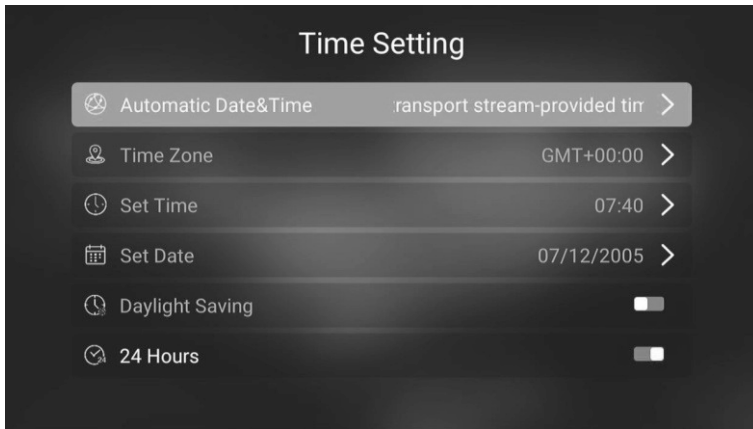 Time Setting
Automatic Date&Time ransport stream-provided tim
Time Zone GMT+00:00
Set Time 07:40
Set Date 07/12/2005
Daylight Saving
24 Hours